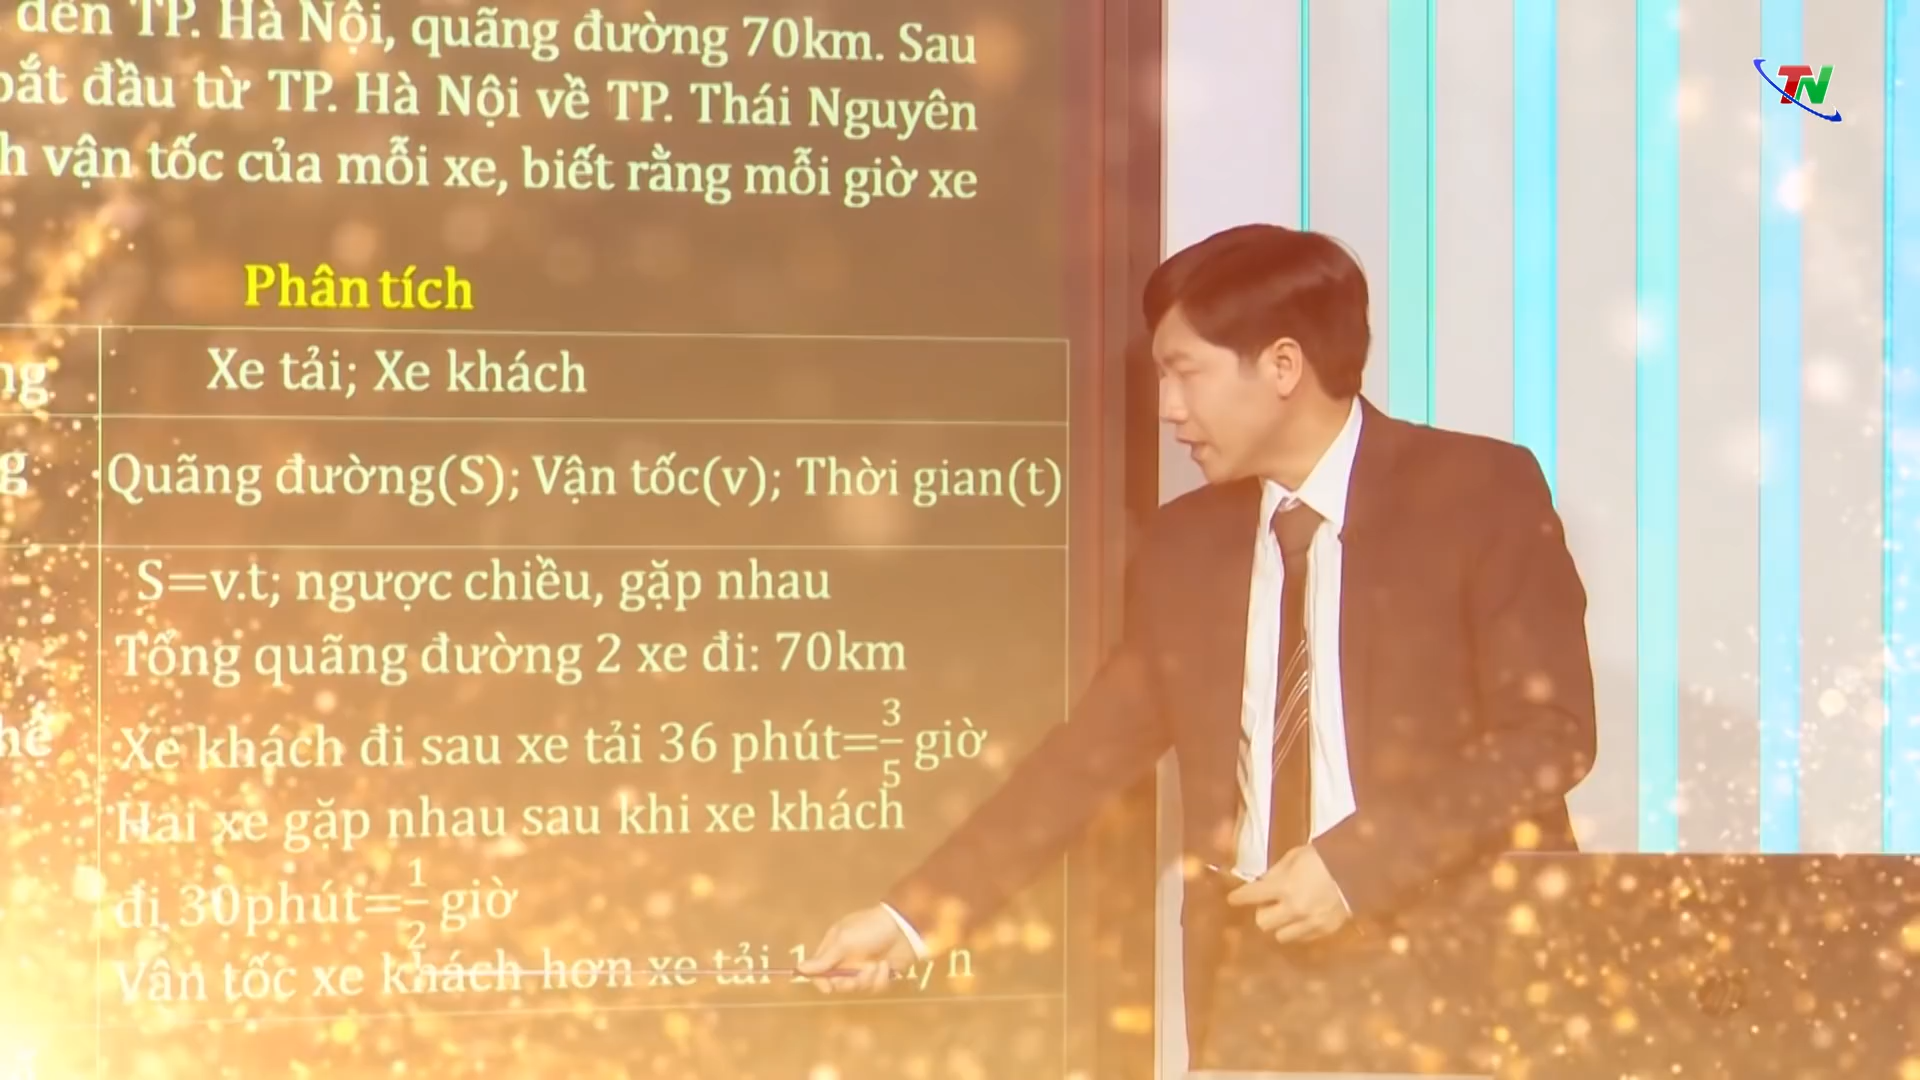 đến TP. Hà Nội, quãng đường 70km. Sau
TN
bắt đầu từ TP. Hà Nội về TP. Thái Nguyên
h vận tốc của mỗi xe, biết rằng mỗi giờ xe
Phân tích
Xe tải; Xe khách
Quãng đường(S); Vận tốc(v); Thời gian(t)
S=v.t; ngược chiều, gặp nhau
Tổng quãng đường 2 xe đi: 70km
Xe khách đi sau xe tải 36 phút=3/5 giờ
Hai xe gặp nhau sau khi xe khách
đi 30phút=1/2 giờ
Vận tốc xe khách hơn xe tải